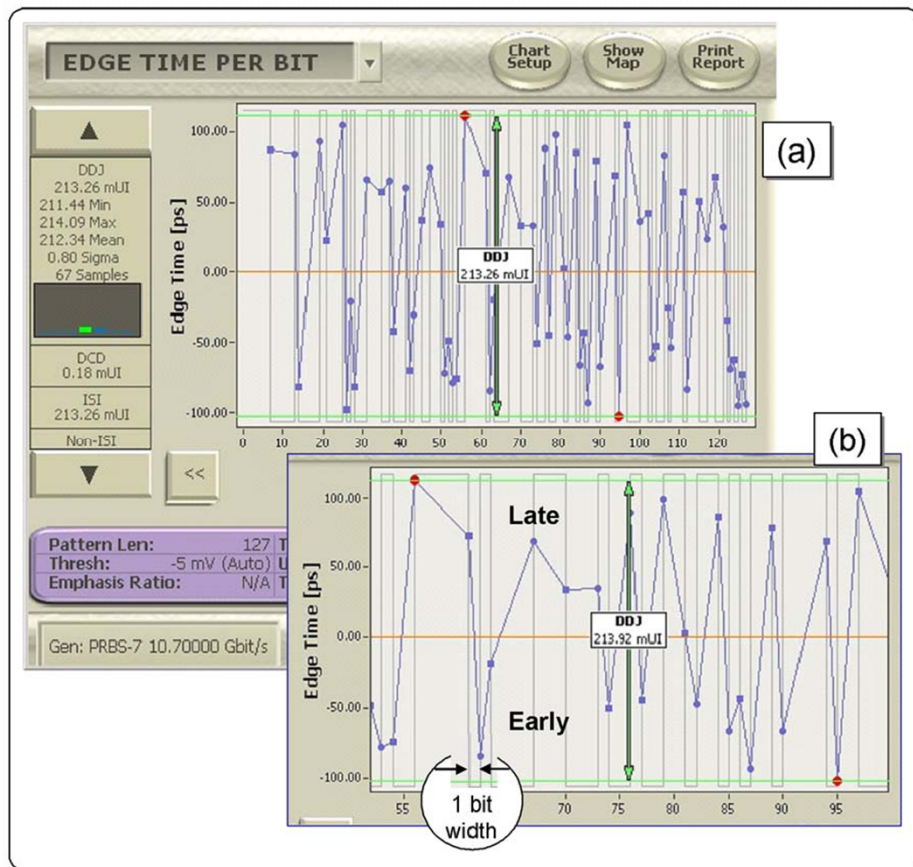 EDGE TIME PER BIT
Chart Setup
Show Map
Print Report
(a)
DDJ
213.26 mUI
211.44 Min
214.09 Max
212.34 Mean
0.80 Sigma
67 Samples
DCD
0.18 mUI
ISI
213.26 mUI
Non-ISI
<<
Edge Time [ps]
100.00
50.00
0.00
-50.00
-100.00
DDJ
213.26 mUI
0 10 20 30 40 50 60 70 80 90 100 110 120
Pattern Len: 127 T
Thresh: -5 mV (Auto) U
Emphasis Ratio: N/A T
Gen: PRBS-7 10.70000 Gbit/s
(b)
Edge Time [ps]
100.00
50.00
0.00
-50.00
-100.00
Late
DDJ
213.92 mUI
Early
1 bit
width
55 70 75 80 85 90 95